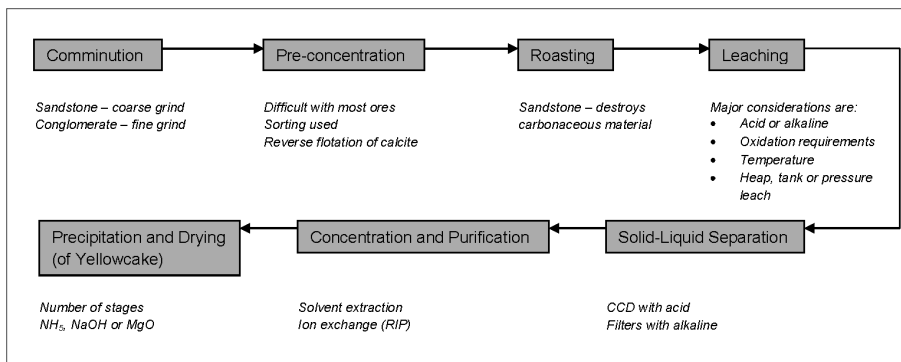 Comminution
Pre-concentration
Roasting
Leaching
Sandstone – coarse grind
Conglomerate – fine grind
Difficult with most ores
Sorting used
Reverse flotation of calcite
Sandstone – destroys
carbonaceous material
Major considerations are:
• Acid or alkaline
• Oxidation requirements
• Temperature
• Heap, tank or pressure
leach
Precipitation and Drying
(of Yellowcake)
Concentration and Purification
Solid-Liquid Separation
Number of stages
NH₅, NaOH or MgO
Solvent extraction
Ion exchange (RIP)
CCD with acid
Filters with alkaline